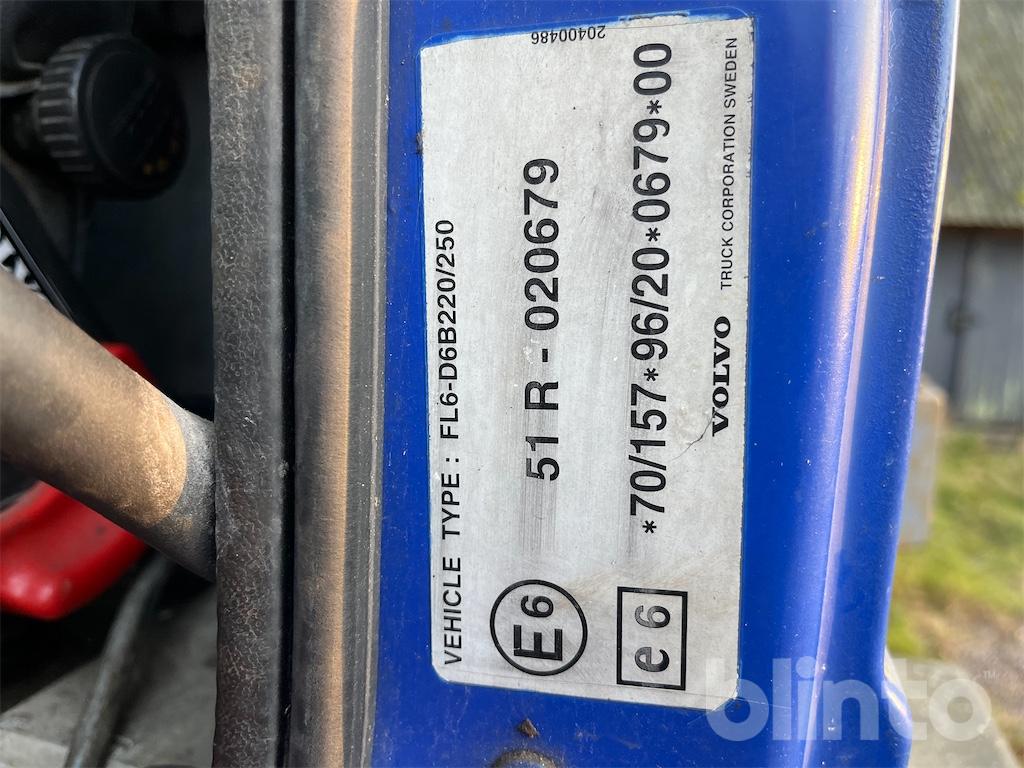 VEHICLE TYPE : FL6-D6B220/250
E6 51 R - 020679
e 6 *70/157*96/20*0679*00
VOLVO TRUCK CORPORATION SWEDEN
20400486
blinto™